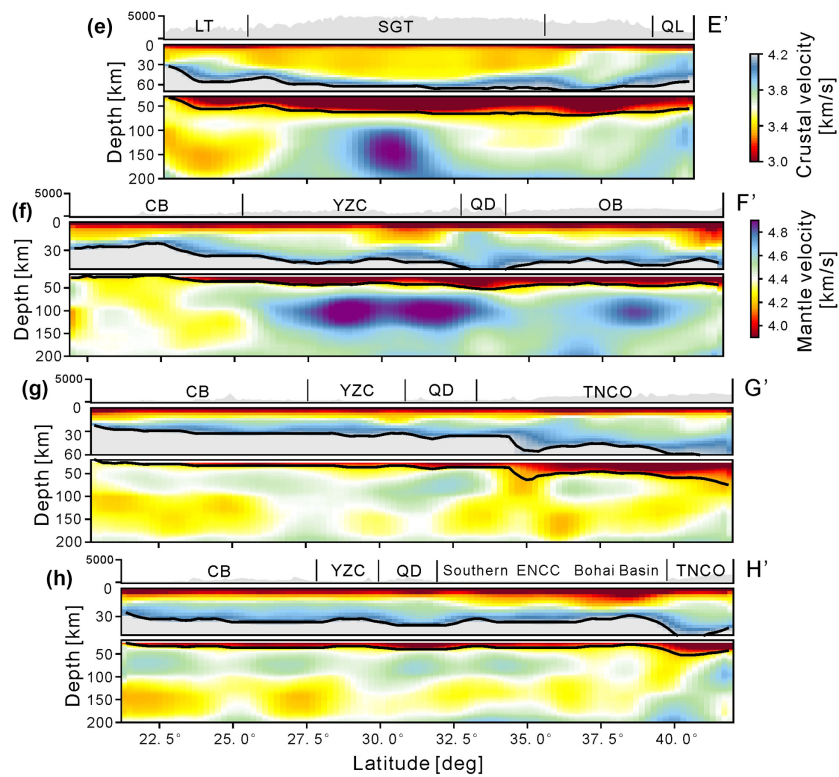 (e)
5000
0
LT SGT QL
E'
0
30
60
50
100
150
200
Depth [km]
4.2
3.8
3.4
3.0
Crustal velocity
[km/s]
(f)
5000
0
CB YZC QD OB
F'
0
30
50
100
150
200
Depth [km]
4.8
4.6
4.4
4.2
4.0
Mantle velocity
[km/s]
(g)
5000
0
CB YZC QD TNCO
G'
0
30
60
50
100
150
200
Depth [km]
(h)
5000
0
CB YZC QD Southern ENCC Bohai Basin TNCO
H'
0
30
50
100
150
200
Depth [km]
22.5° 25.0° 27.5° 30.0° 32.5° 35.0° 37.5° 40.0°
Latitude [deg]